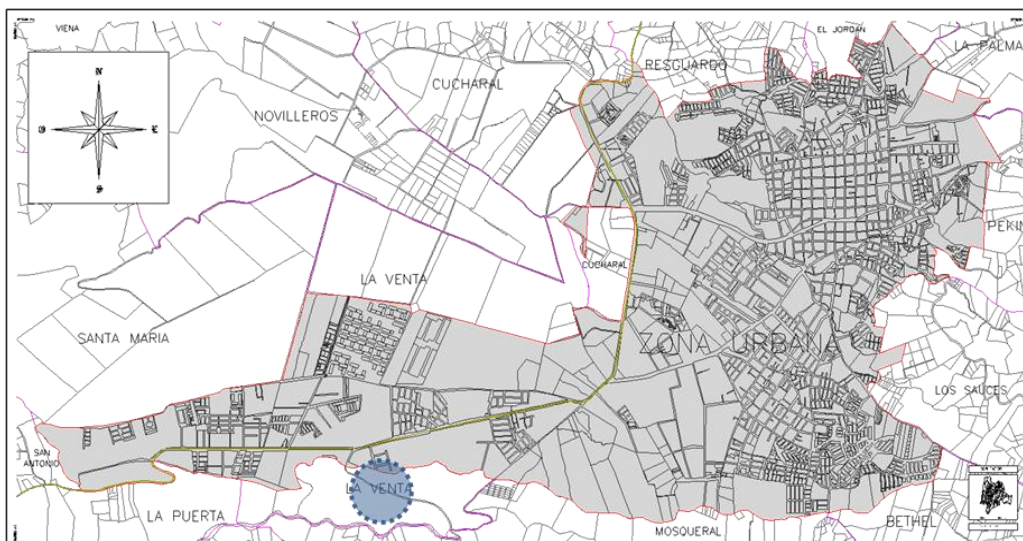 VIENA
EL JORDAN
LA PALMA
RESGUARDO
CUCHARAL
NOVILLEROS
N
O
E
S
PEKIN
CUCHARAL
LA VENTA
SANTA MARIA
ZONA URBANA
LOS SAUCES
SAN
ANTONIO
LA VENTA
LA PUERTA
MOSQUERAL
BETHEL